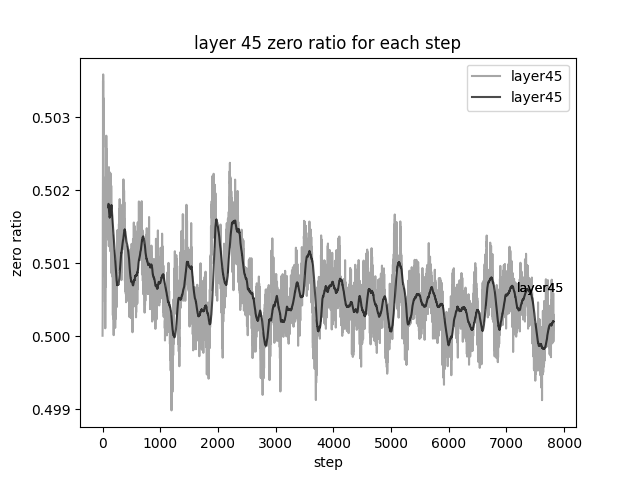 layer 45 zero ratio for each step
layer45
layer45
0.503
0.502
0.501
0.500
0.499
zero ratio
layer45
0
1000
2000
3000
4000
5000
6000
7000
8000
step